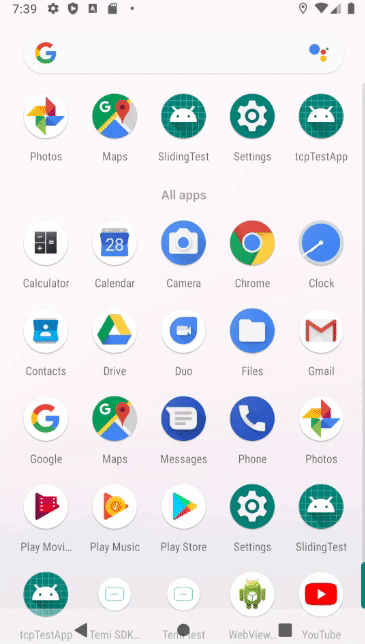 7:39
Photos Maps SlidingTest Settings tcpTestApp
All apps
28
Calculator Calendar Camera Chrome Clock
Contacts Drive Duo Files Gmail
Google Maps Messages Phone Photos
Play Movi... Play Music Play Store Settings SlidingTest
tcpTestApp Temi SDK... Temi test WebView... YouTube